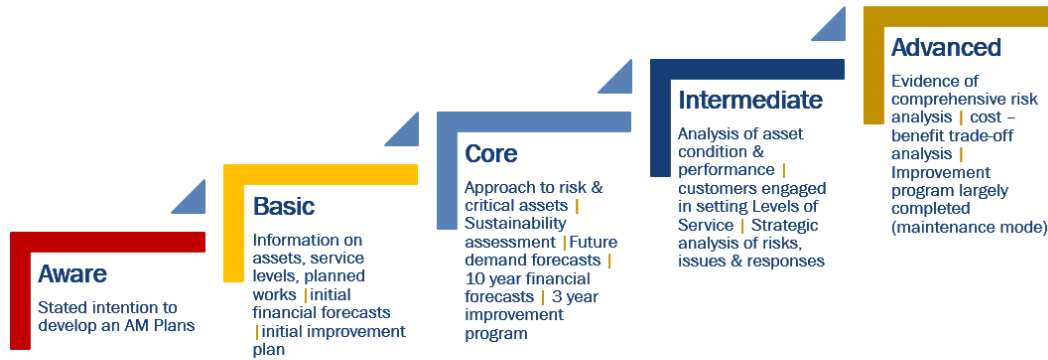 Aware
Stated intention to
develop an AM Plans
Basic
Information on
assets, service
levels, planned
works |initial
financial forecasts
|initial improvement
plan
Core
Approach to risk &
critical assets |
Sustainability
assessment |Future
demand forecasts |
10 year financial
forecasts | 3 year
improvement
program
Intermediate
Analysis of asset
condition &
performance |
customers engaged
in setting Levels of
Service | Strategic
analysis of risks,
issues & responses
Advanced
Evidence of
comprehensive risk
analysis | cost –
benefit trade-off
analysis |
Improvement
program largely
completed
(maintenance mode)